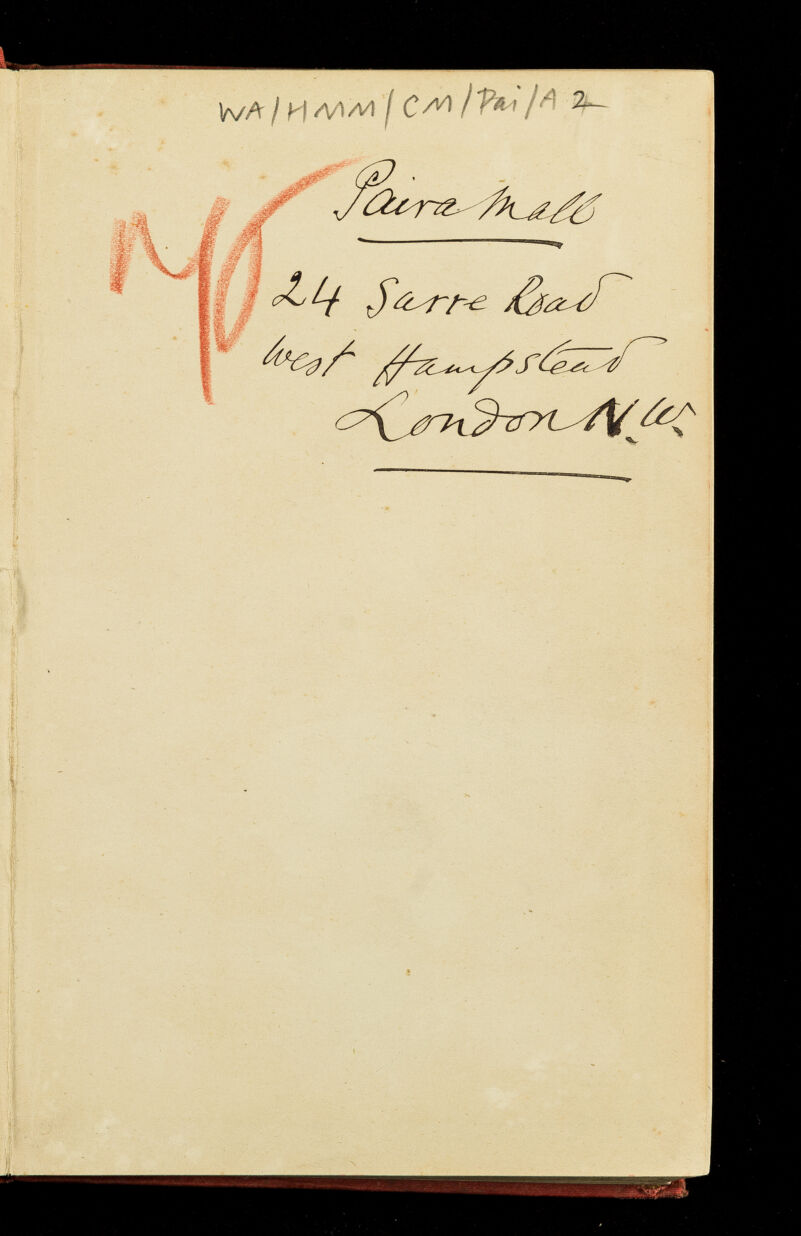 WA/HMM/CM/Pai/A 2
Paira Mall
24 Sarre Road
West Hampstead
London N.W.